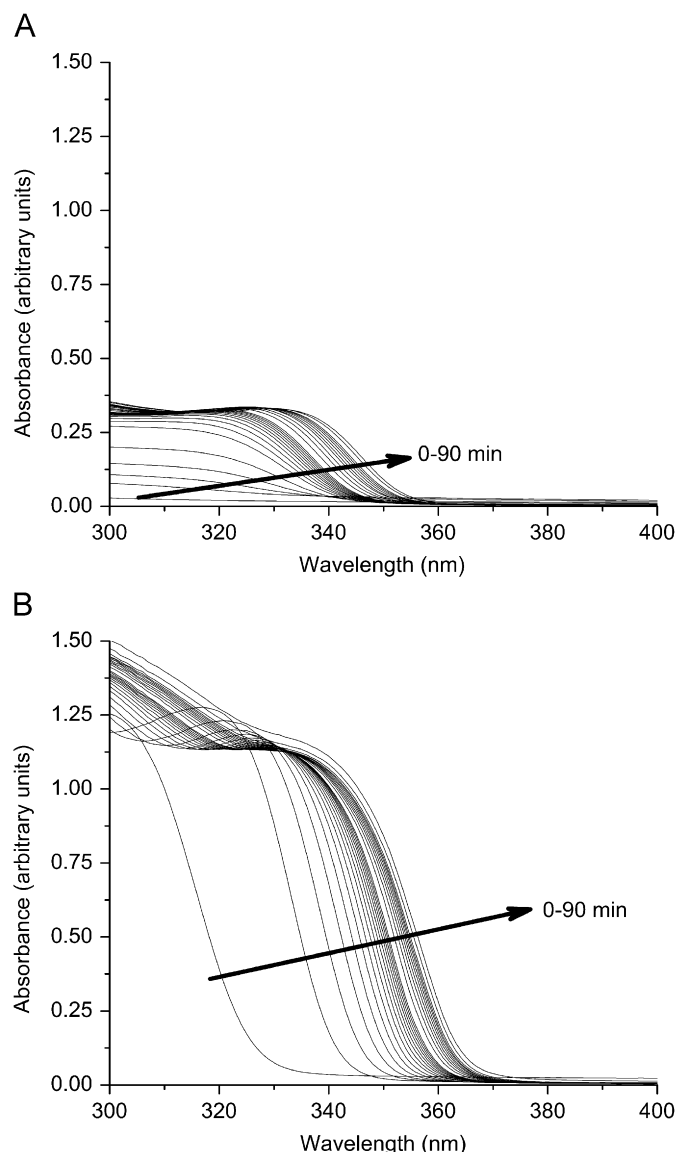 A
1.50
1.25
1.00
0.75
0.50
0.25
0.00
Absorbance (arbitrary units)
0-90 min
300 320 340 360 380 400
Wavelength (nm)
B
1.50
1.25
1.00
0.75
0.50
0.25
0.00
Absorbance (arbitrary units)
0-90 min
300 320 340 360 380 400
Wavelength (nm)